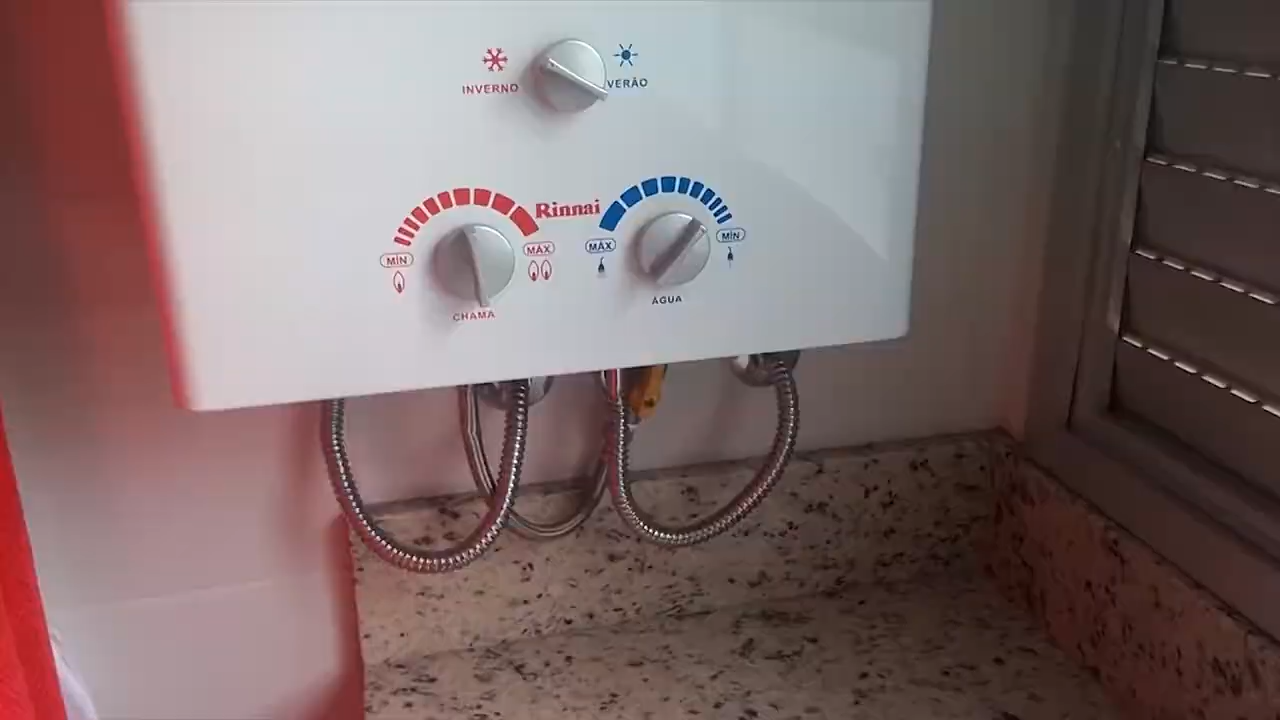 INVERNO
VERÃO
Rinnai
MÍN
MÁX
MÁX
MÍN
CHAMA
ÁGUA